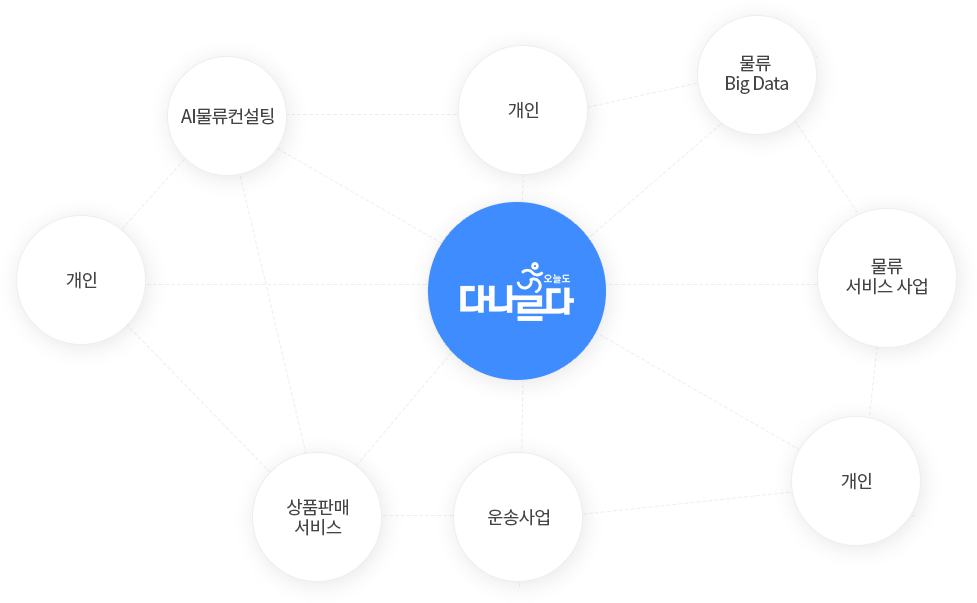 물류
Big Data
개인
AI물류컨설팅
물류
서비스 사업
개인
오늘도
다나르다
개인
상품판매
서비스
운송사업